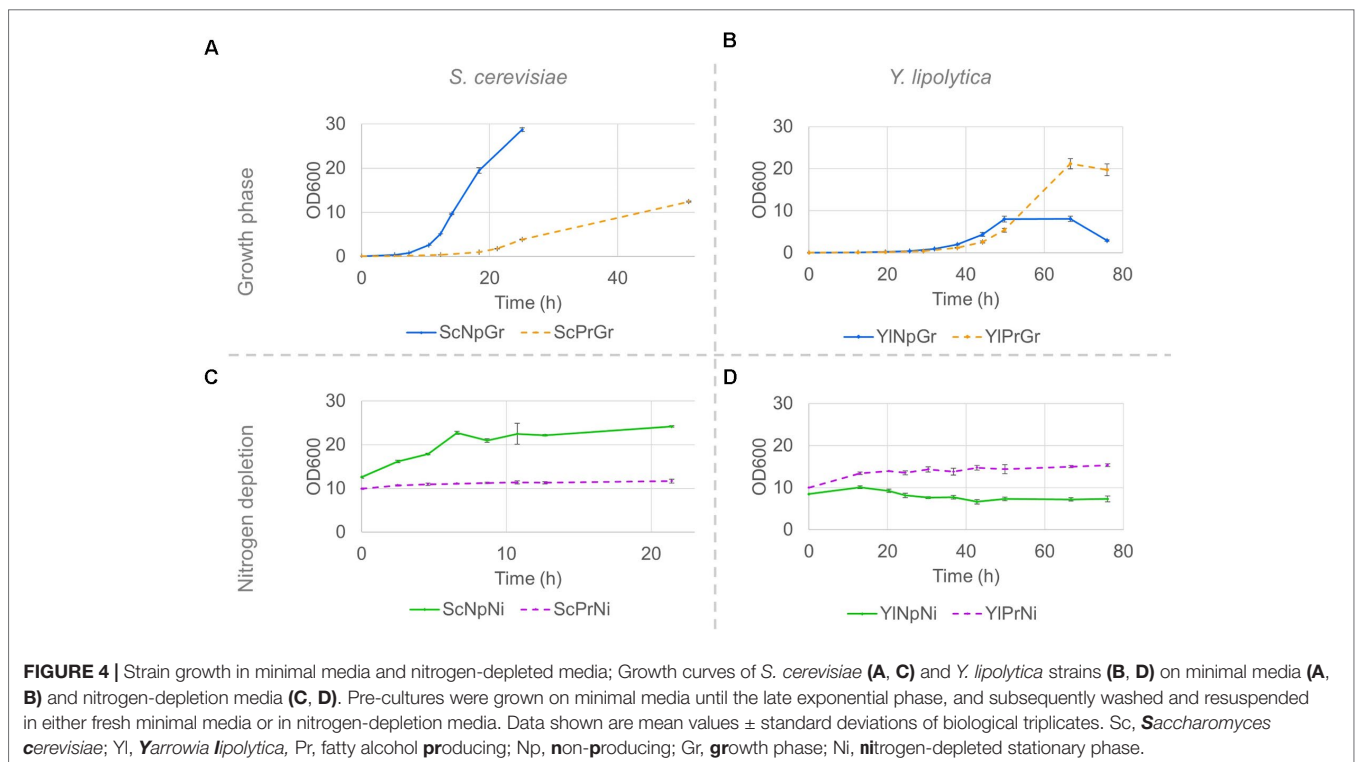 A
B
S. cerevisiae
Y. lipolytica
Growth phase
OD600
30
20
10
0
0
20
40
Time (h)
ScNpGr
ScPrGr
OD600
30
20
10
0
0
20
40
60
80
Time (h)
YlNpGr
YlPrGr
C
D
Nitrogen depletion
OD600
30
20
10
0
0
10
20
Time (h)
ScNpNi
ScPrNi
OD600
30
20
10
0
0
20
40
60
80
Time (h)
YlNpNi
YlPrNi
FIGURE 4 | Strain growth in minimal media and nitrogen-depleted media; Growth curves of S. cerevisiae (A, C) and Y. lipolytica strains (B, D) on minimal media (A,
B) and nitrogen-depletion media (C, D). Pre-cultures were grown on minimal media until the late exponential phase, and subsequently washed and resuspended
in either fresh minimal media or in nitrogen-depletion media. Data shown are mean values ± standard deviations of biological triplicates. Sc, Saccharomyces
cerevisiae; Yl, Yarrowia lipolytica, Pr, fatty alcohol producing; Np, non-producing; Gr, growth phase; Ni, nitrogen-depleted stationary phase.